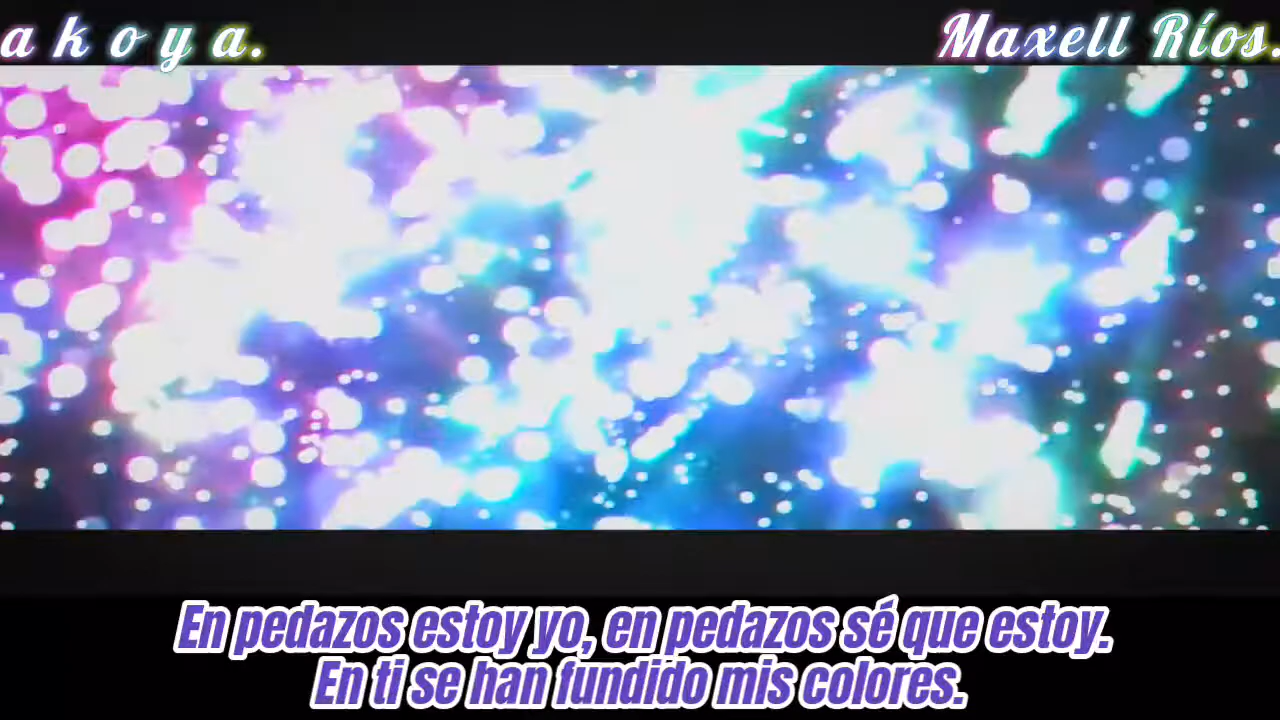 a k o y a.
Maxell Ríos.
En pedazos estoy yo, en pedazos sé que estoy.
En ti se han fundido mis colores.